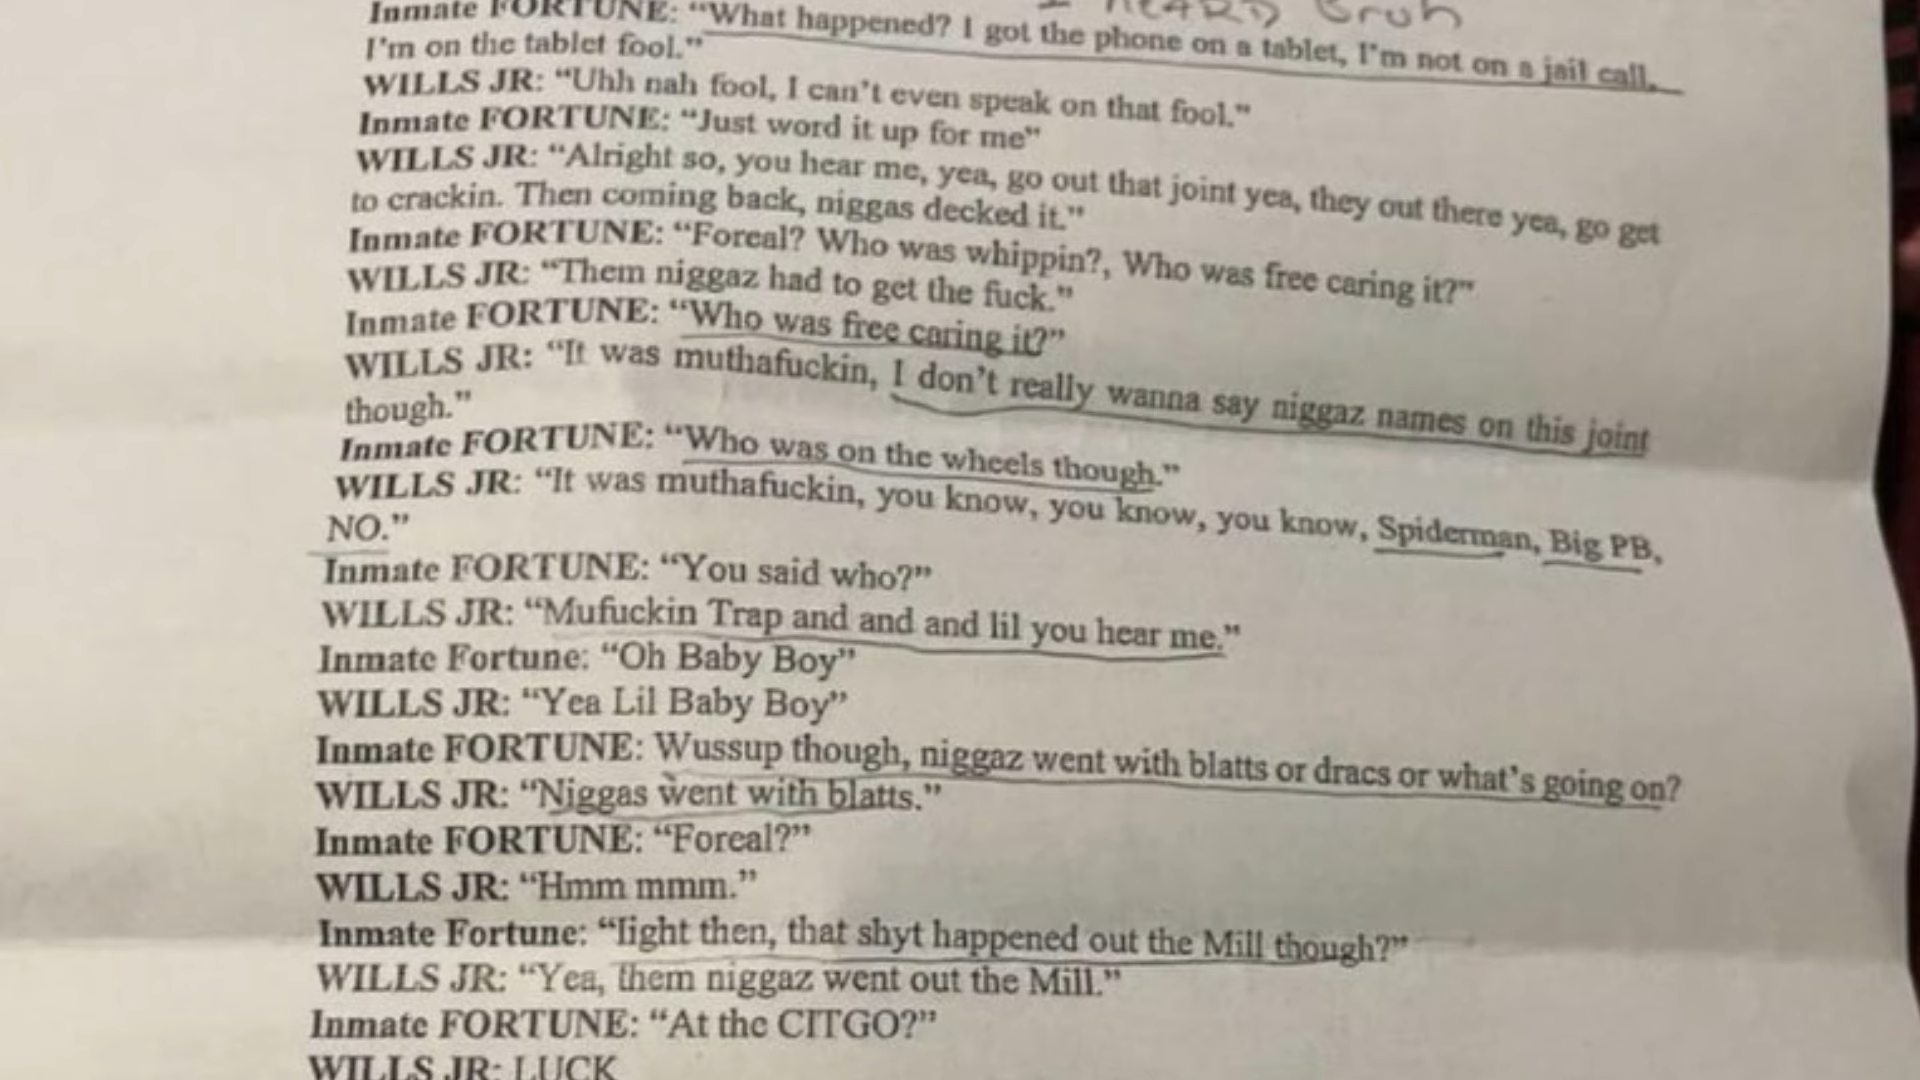 I HEARD Bruh
Inmate FORTUNE: “What happened? I got the phone on a tablet, I’m not on a jail call,
I’m on the tablet fool.”
WILLS JR: “Uhh nah fool, I can’t even speak on that fool.”
Inmate FORTUNE: “Just word it up for me”
WILLS JR: “Alright so, you hear me, yea, go out that joint yea, they out there yea, go get
to crackin. Then coming back, niggas decked it.”
Inmate FORTUNE: “Foreal? Who was whippin?, Who was free caring it?”
WILLS JR: “Them niggaz had to get the fuck.”
Inmate FORTUNE: “Who was free caring it?”
WILLS JR: “It was muthafuckin, I don’t really wanna say niggaz names on this joint
though.”
Inmate FORTUNE: “Who was on the wheels though.”
WILLS JR: “It was muthafuckin, you know, you know, you know, Spiderman, Big PB,
NO.”
Inmate FORTUNE: “You said who?”
WILLS JR: “Mufuckin Trap and and and lil you hear me.”
Inmate Fortune: “Oh Baby Boy”
WILLS JR: “Yea Lil Baby Boy”
Inmate FORTUNE: Wussup though, niggaz went with blatts or dracs or what’s going on?
WILLS JR: “Niggas went with blatts.”
Inmate FORTUNE: “Foreal?”
WILLS JR: “Hmm mmm.”
Inmate Fortune: “Iight then, that shyt happened out the Mill though?”
WILLS JR: “Yea, them niggaz went out the Mill.”
Inmate FORTUNE: “At the CITGO?”
WILLS JR: LUCK